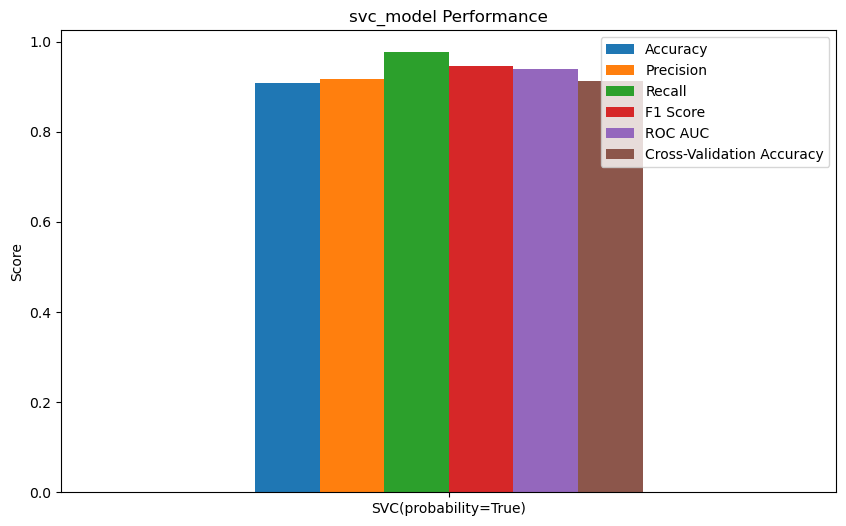 svc_model Performance
1.0
0.8
0.6
0.4
0.2
0.0
Score
Accuracy
Precision
Recall
F1 Score
ROC AUC
Cross-Validation Accuracy
SVC(probability=True)